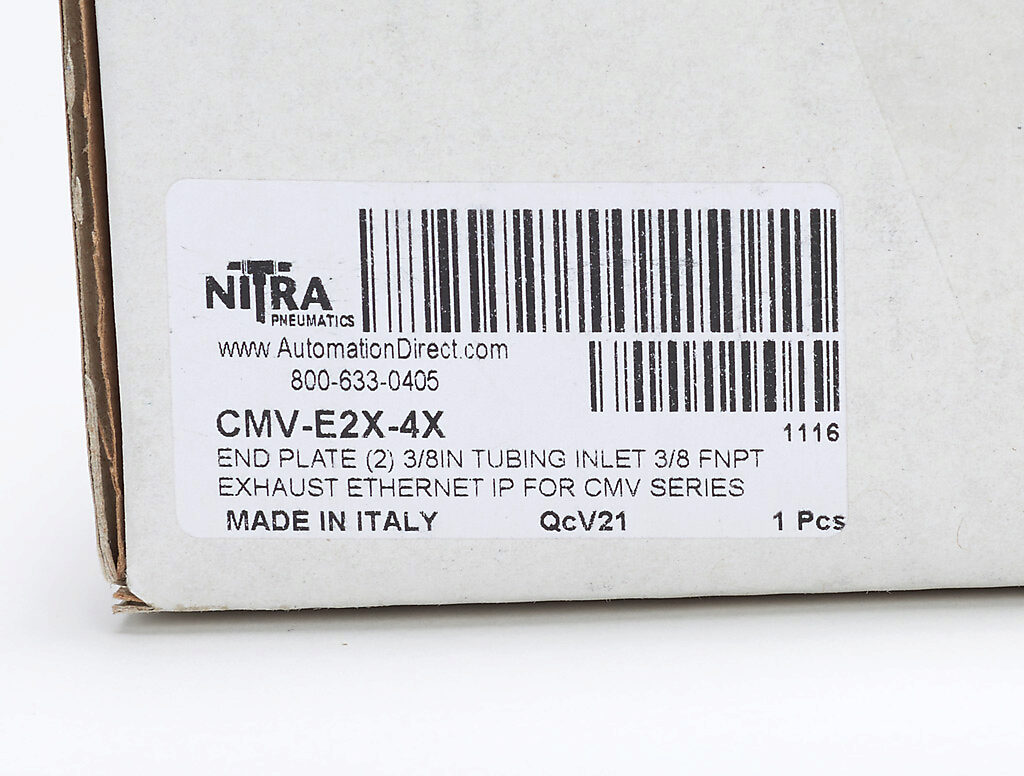 NITRA
PNEUMATICS
www.AutomationDirect.com
800-633-0405
CMV-E2X-4X
1116
END PLATE (2) 3/8IN TUBING INLET 3/8 FNPT
EXHAUST ETHERNET IP FOR CMV SERIES
MADE IN ITALY QcV21 1 Pcs